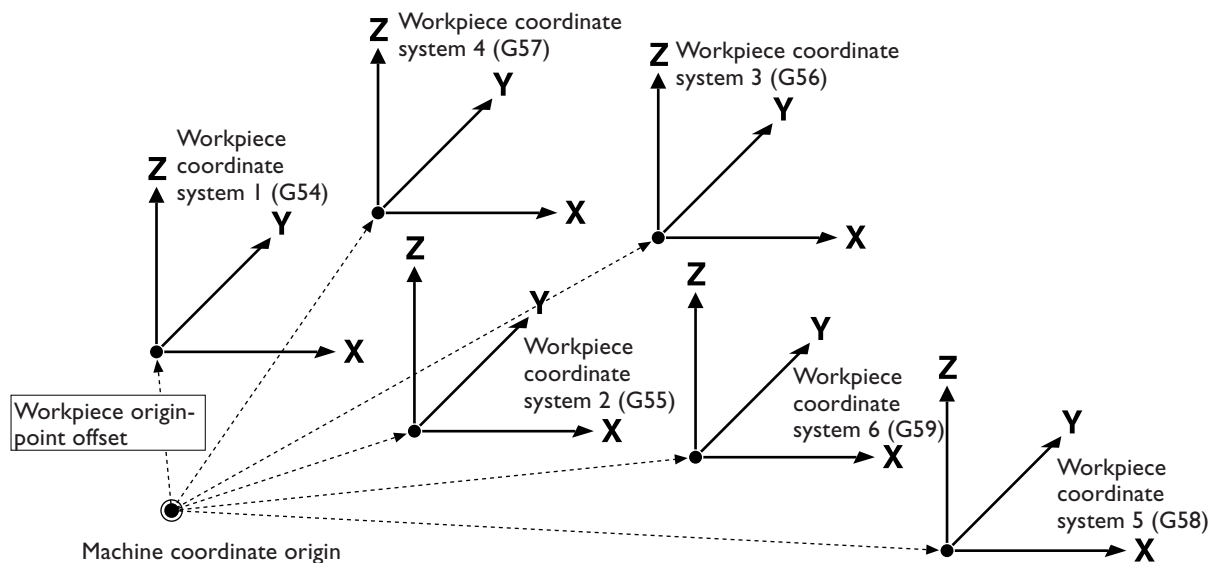 Z
Workpiece coordinate
system 4 (G57)
Y
X
Z
Workpiece coordinate
system 3 (G56)
Y
X
Z
Workpiece
coordinate
system 1 (G54)
Y
X
Z
Y
Workpiece
coordinate
system 2 (G55)
X
Z
Y
Workpiece
coordinate
system 6 (G59)
X
Z
Y
Workpiece
coordinate
system 5 (G58)
X
Workpiece origin-
point offset
Machine coordinate origin